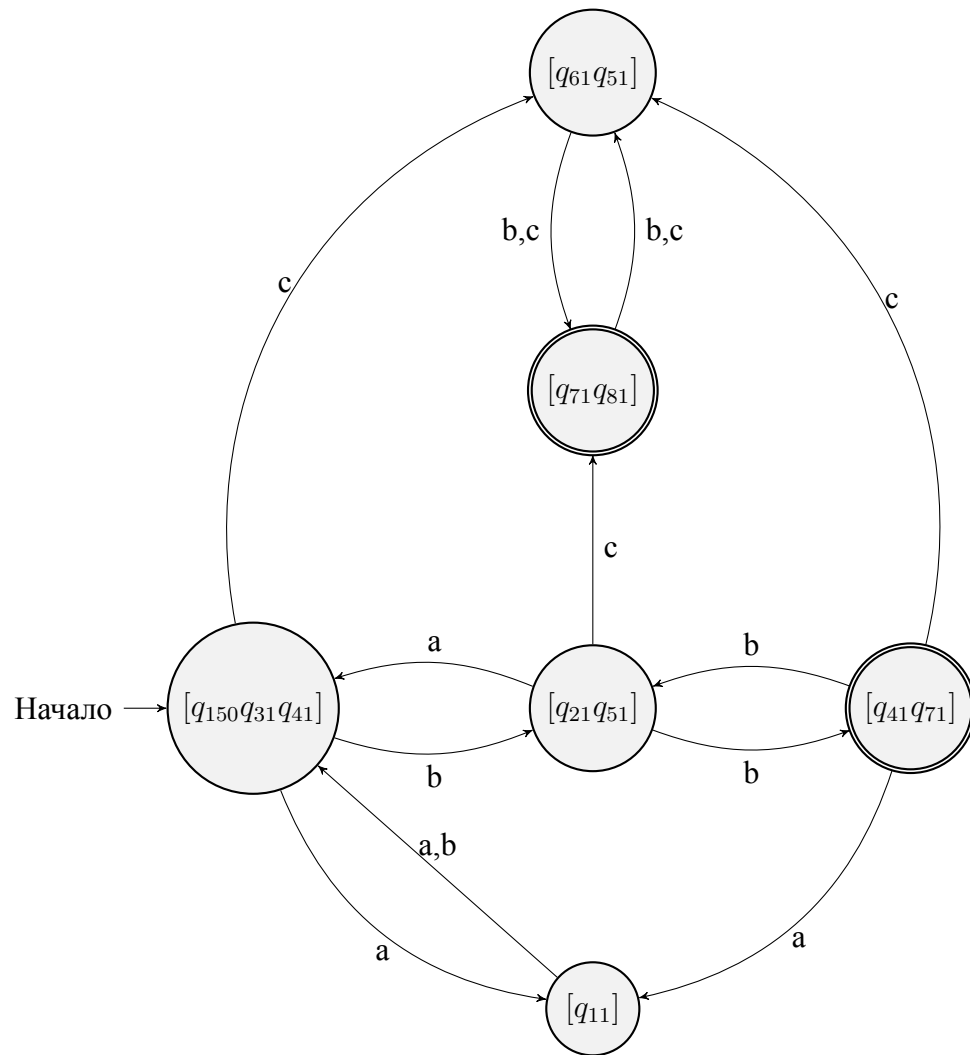 [q₆₁q₅₁]
b,c b,c
c c
[q₇₁q₈₁]
c
a b
Начало [q₁₅₀q₃₁q₄₁] [q₂₁q₅₁] [q₄₁q₇₁]
b b
a,b
a a
[q₁₁]